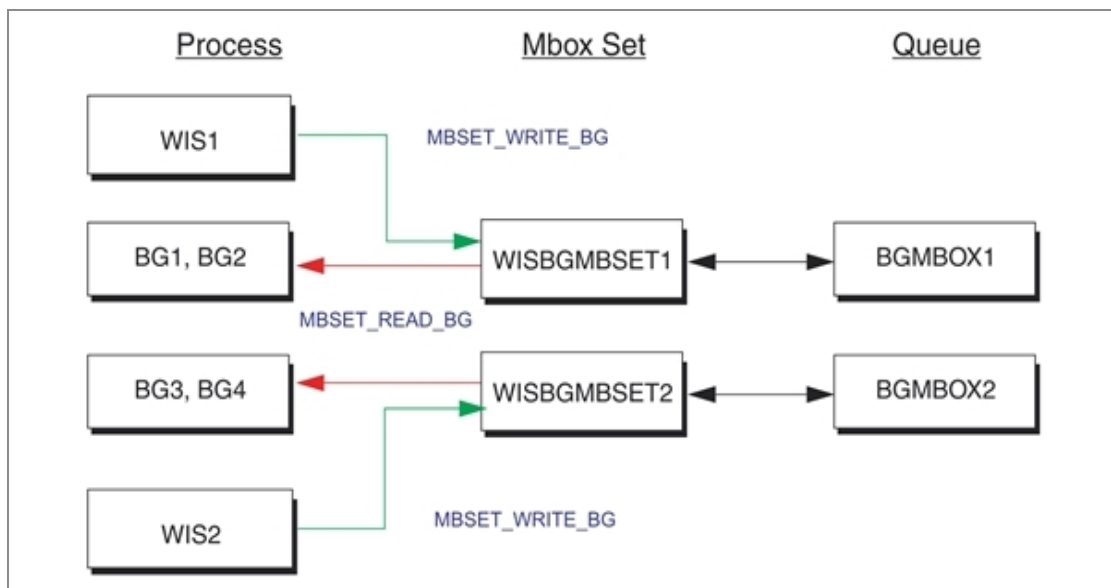 Process Mbox Set Queue
WIS1
MBSET_WRITE_BG
BG1, BG2
WISBGMBSET1
BGMBOX1
MBSET_READ_BG
BG3, BG4
WISBGMBSET2
BGMBOX2
WIS2
MBSET_WRITE_BG